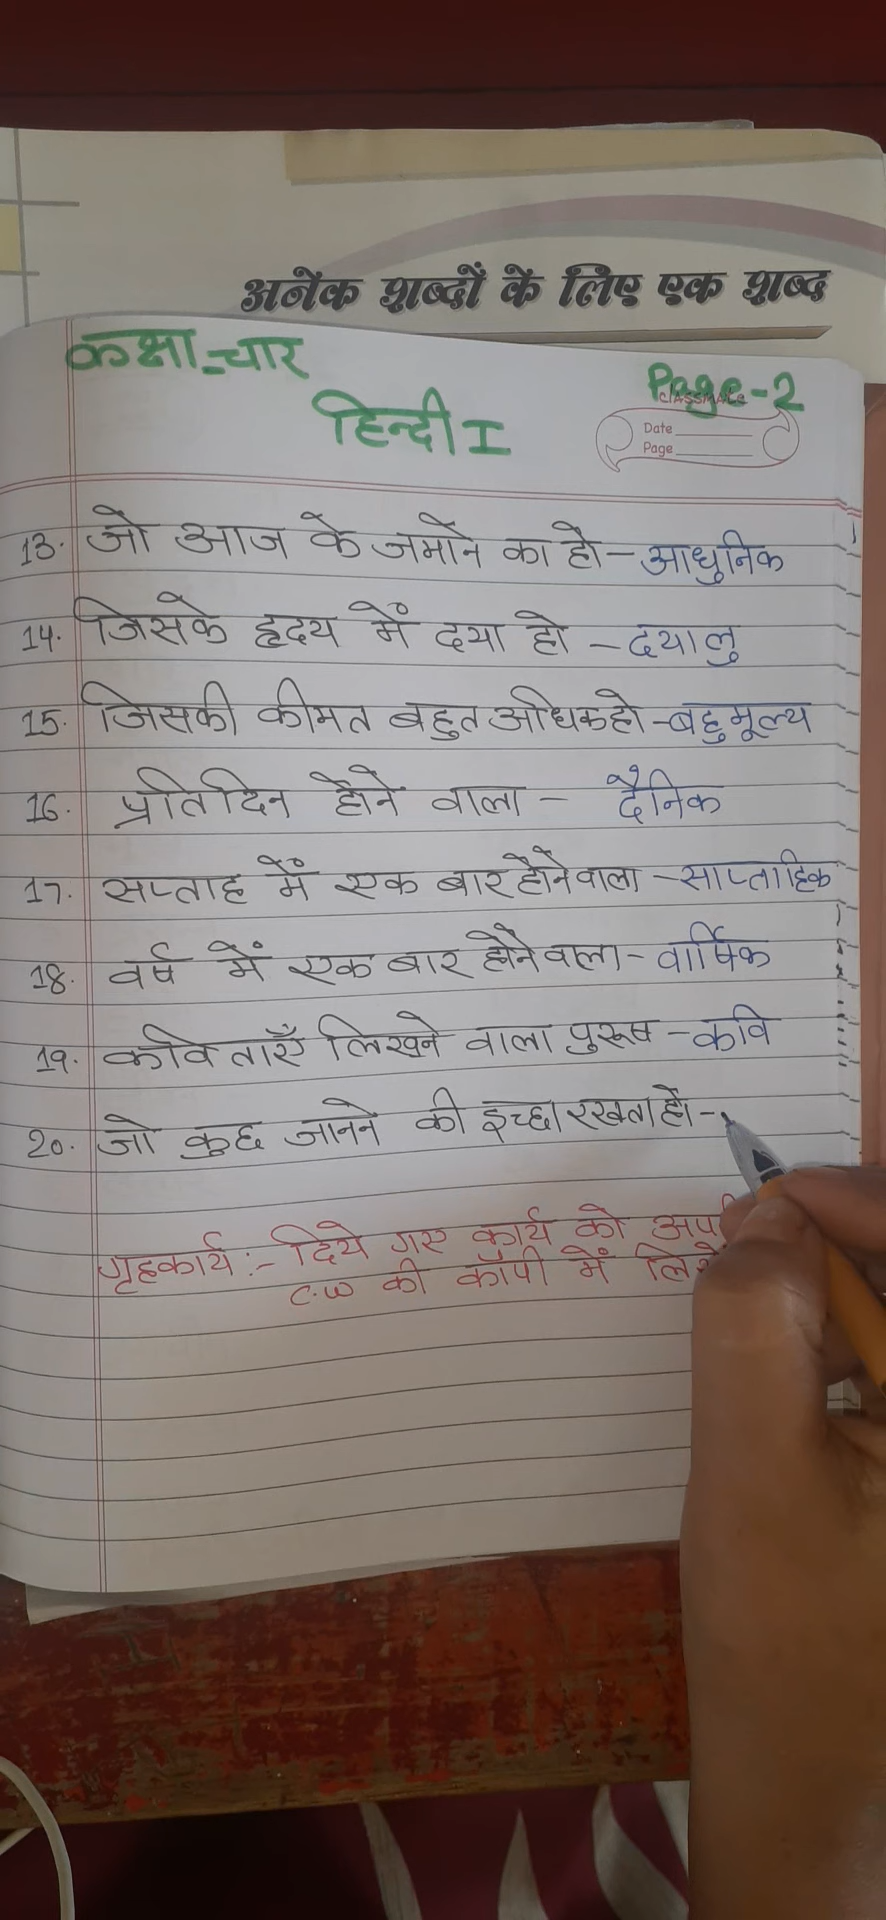 अनेक शब्दों के लिए एक शब्द
कक्षा-चार
Page-2
हिन्दी I
classmate
Date
Page
13. जो आज के जमाने का हो - आधुनिक
14. जिसके हृदय में दया हो - दयालु
15. जिसकी कीमत बहुत अधिक हो - बहुमूल्य
16. प्रतिदिन होने वाला - दैनिक
17. सप्ताह में एक बार होने वाला - साप्ताहिक
18. वर्ष में एक बार होने वाला - वार्षिक
19. कविताएँ लिखने वाला पुरूष - कवि
20. जो कुछ जानने की इच्छा रखता हो -
गृहकार्य :- दिये गए कार्य को
C.W की कॉपी में